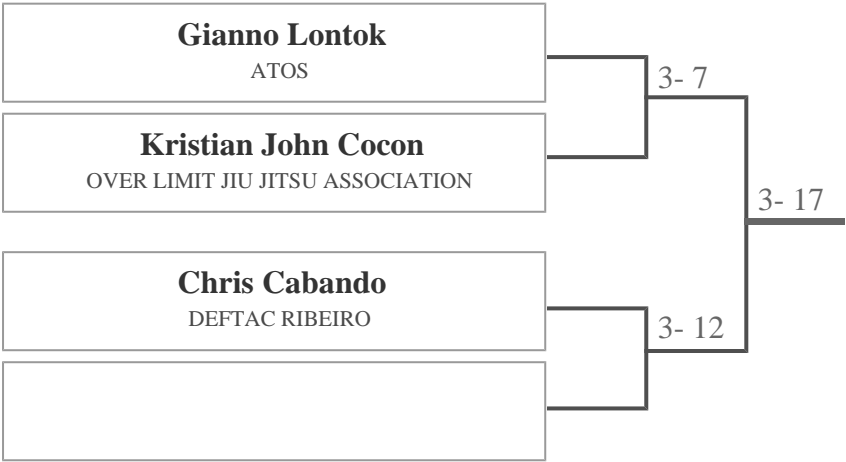 Gianno Lontok
ATOS
3- 7
Kristian John Cocon
OVER LIMIT JIU JITSU ASSOCIATION
3- 17
Chris Cabando
DEFTAC RIBEIRO
3- 12